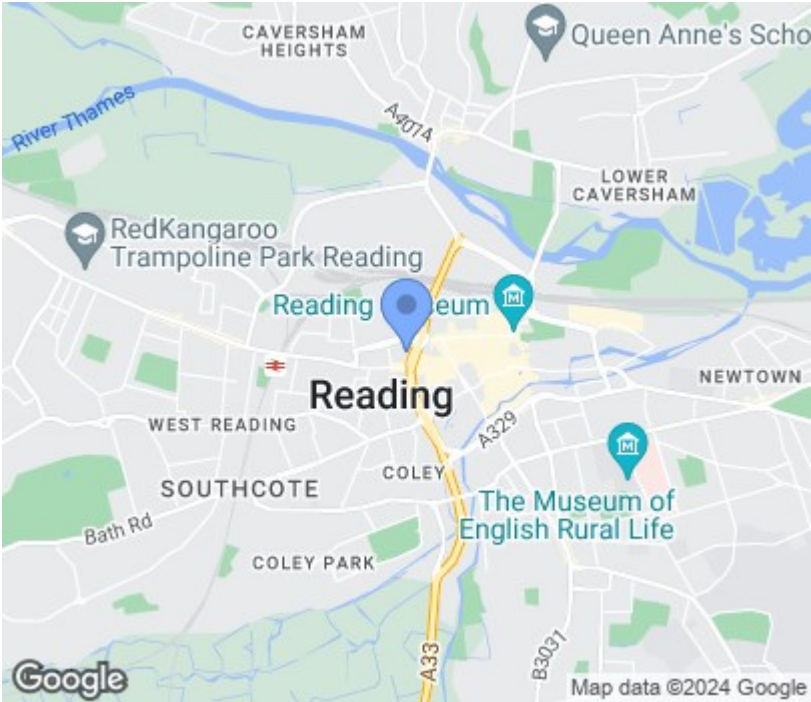 CAVERSHAM
HEIGHTS
Queen Anne's Scho
River Thames
A4074
LOWER
CAVERSHAM
RedKangaroo
Trampoline Park Reading
Reading
eum
Reading
NEWTOWN
WEST READING
A329
COLEY
SOUTHCOTE
The Museum of
English Rural Life
Bath Rd
COLEY PARK
A33
B3031
Google
Map data ©2024 Google